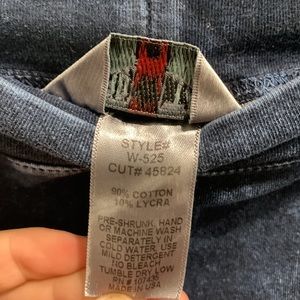 STYLE#
W-525
CUT# 45824
90% COTTON
10% LYCRA
PRE-SHRUNK, HAND
OR MACHINE WASH
SEPARATELY IN
COLD WATER, USE
MILD DETERGENT
NO BLEACH
TUMBLE DRY LOW
RN# 107435
MADE IN USA